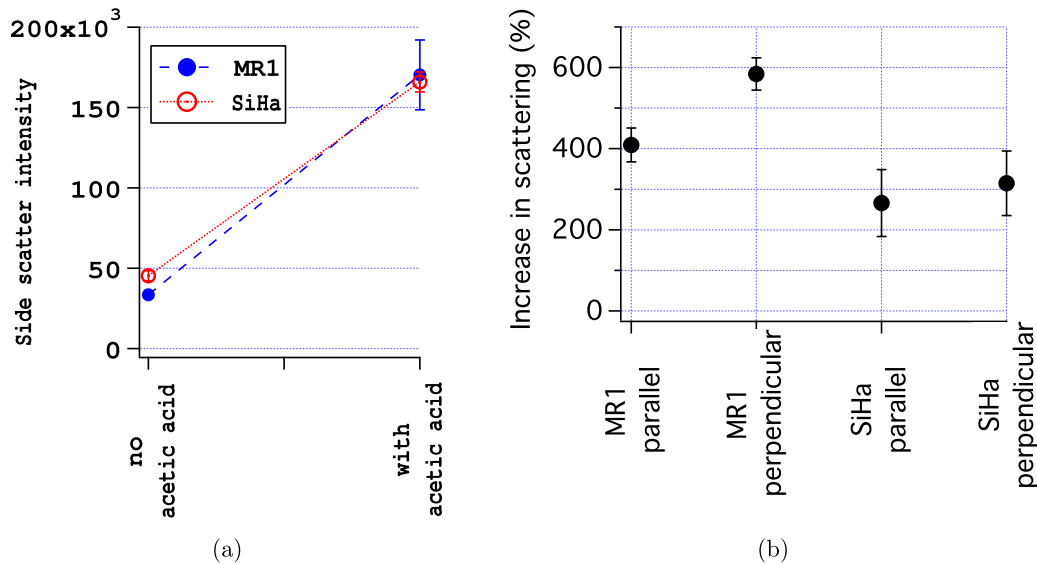 200x10³
150
100
50
0
Side scatter intensity
MR1
SiHa
no
acetic acid
with
acetic acid
(a)
Increase in scattering (%)
600
400
200
0
MR1
parallel
MR1
perpendicular
SiHa
parallel
SiHa
perpendicular
(b)